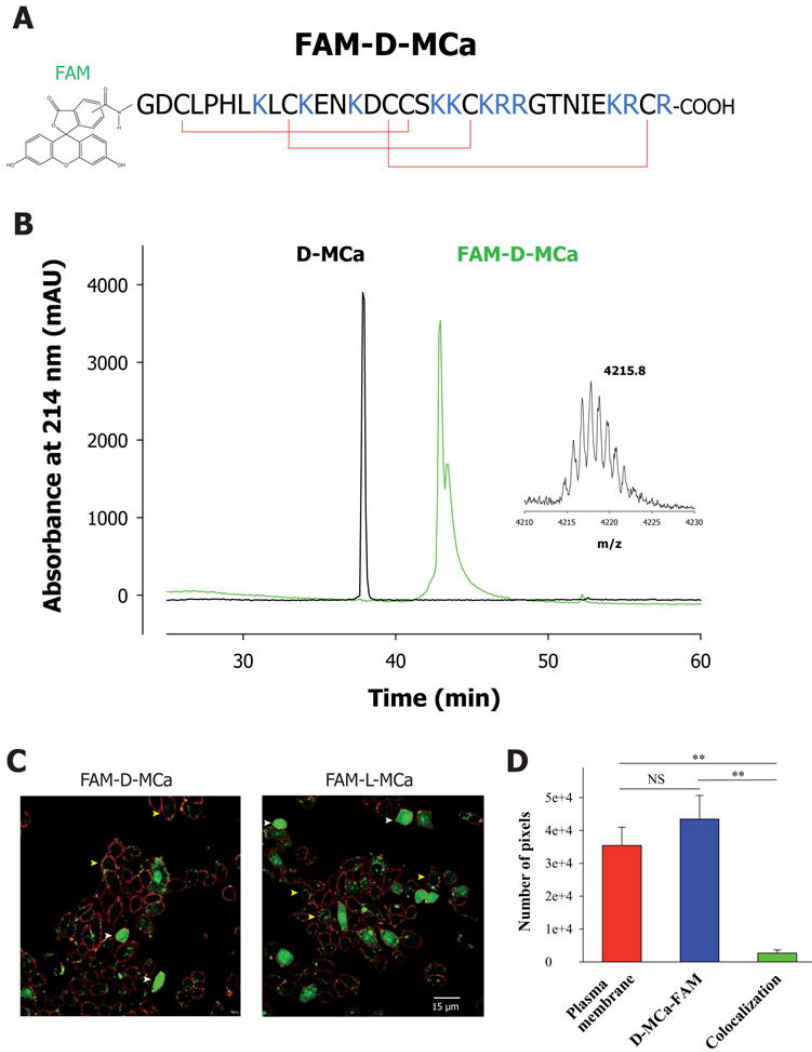 A
FAM-D-MCa
FAM
GDCLPHLKLCKENKDCCSKKCKRRGTNIEKRCR-COOH
O
O
O
N
H
HO
O
OH
B
D-MCa
FAM-D-MCa
Absorbance at 214 nm (mAU)
4000
3000
2000
1000
0
4215.8
4210 4215 4220 4225 4230
m/z
30 40 50 60
Time (min)
C
FAM-D-MCa
FAM-L-MCa
15 µm
D
**
NS
**
Number of pixels
5e+4
4e+4
3e+4
2e+4
1e+4
0
Plasma
membrane
D-MCa-FAM
Colocalization